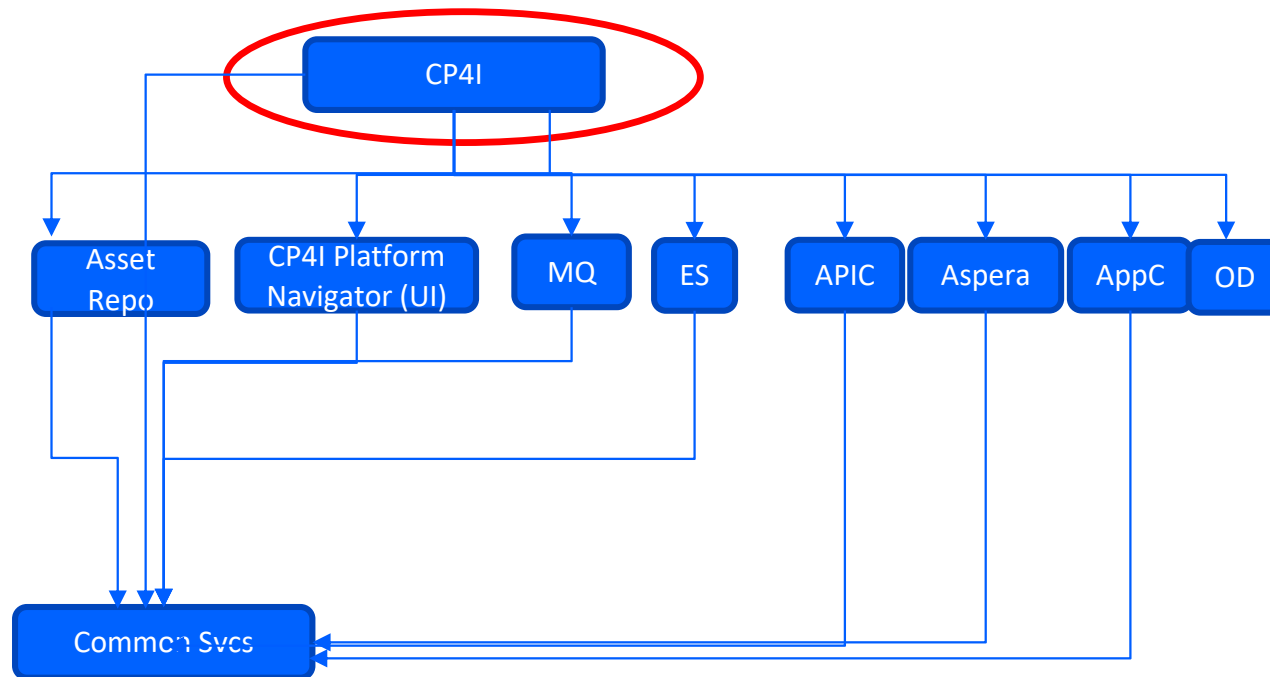 CP4I
Asset
Repo
CP4I Platform
Navigator (UI)
MQ
ES
APIC
Aspera
AppC
OD
Common Svcs